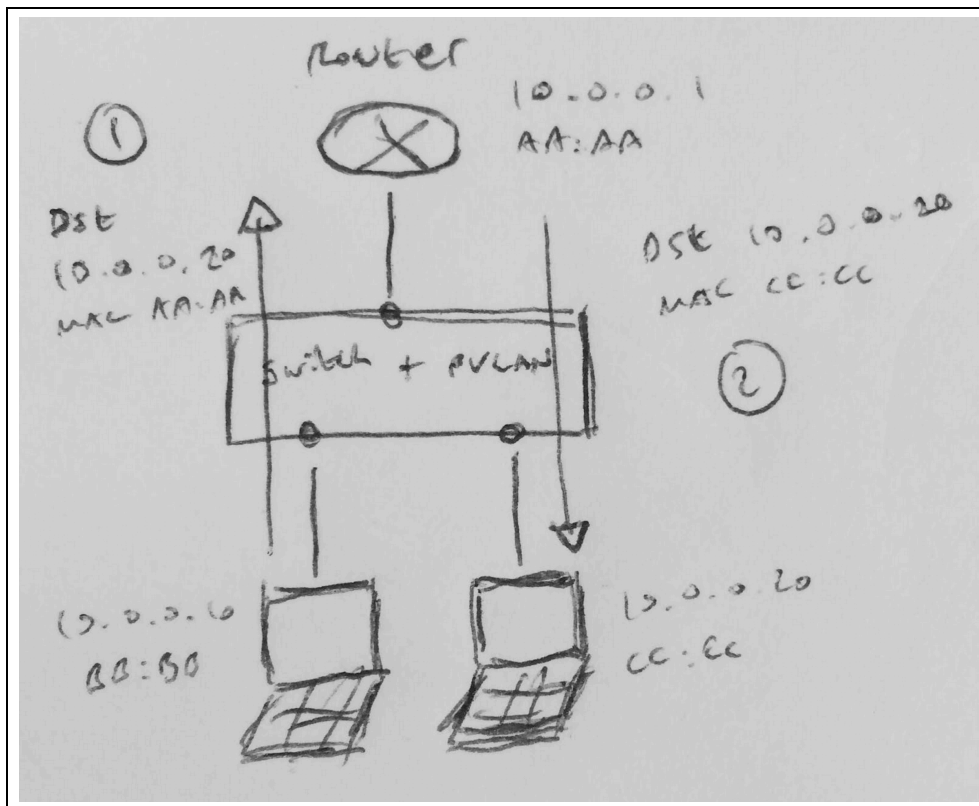 Router
10.0.0.1
AA:AA
1
Dst
10.0.0.20
MAC AA:AA
Dst 10.0.0.20
MAC CC:CC
Switch + PVLAN
2
10.0.0.10
BB:BB
10.0.0.20
CC:CC